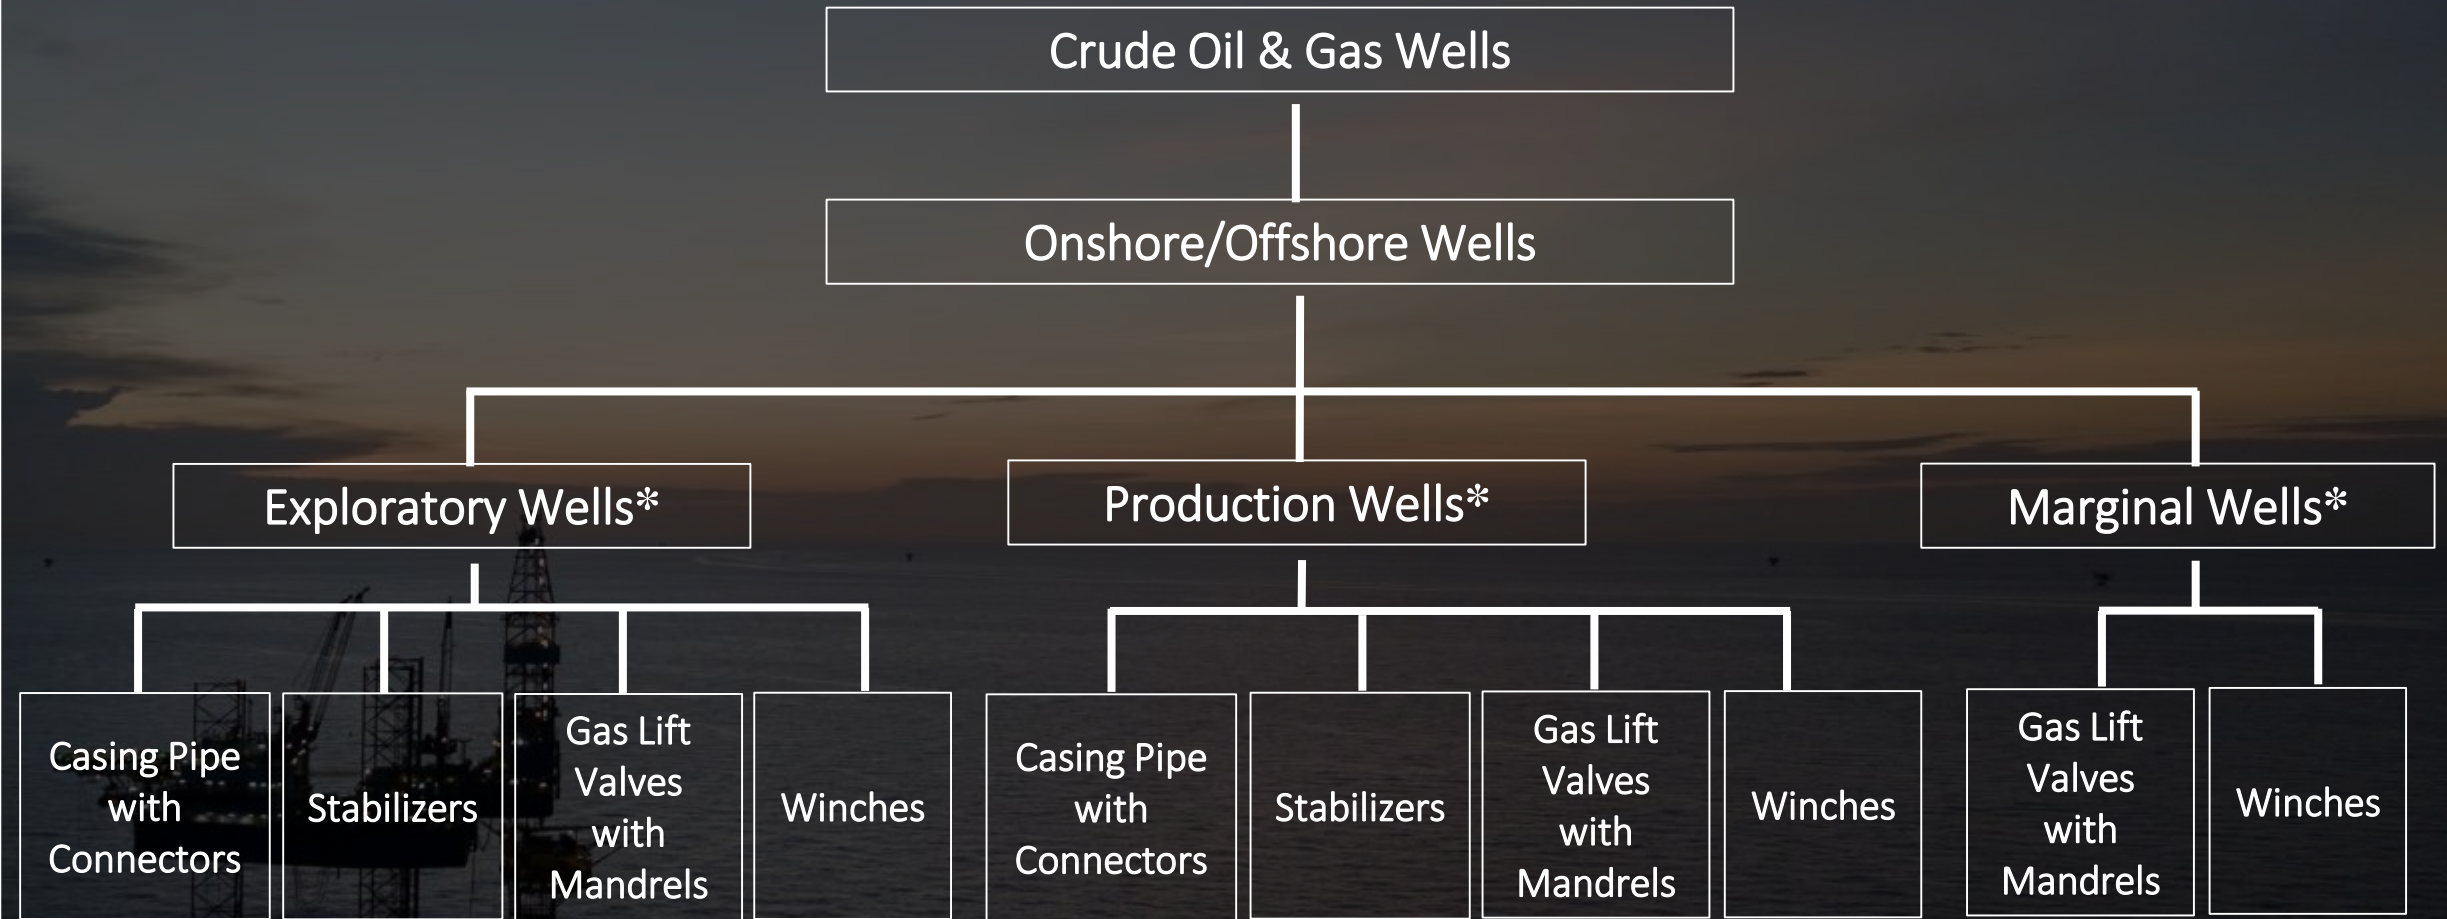 Crude Oil & Gas Wells
Onshore/Offshore Wells
Exploratory Wells*
Production Wells*
Marginal Wells*
Casing Pipe
with
Connectors
Stabilizers
Gas Lift
Valves
with
Mandrels
Winches
Casing Pipe
with
Connectors
Stabilizers
Gas Lift
Valves
with
Mandrels
Winches
Gas Lift
Valves
with
Mandrels
Winches